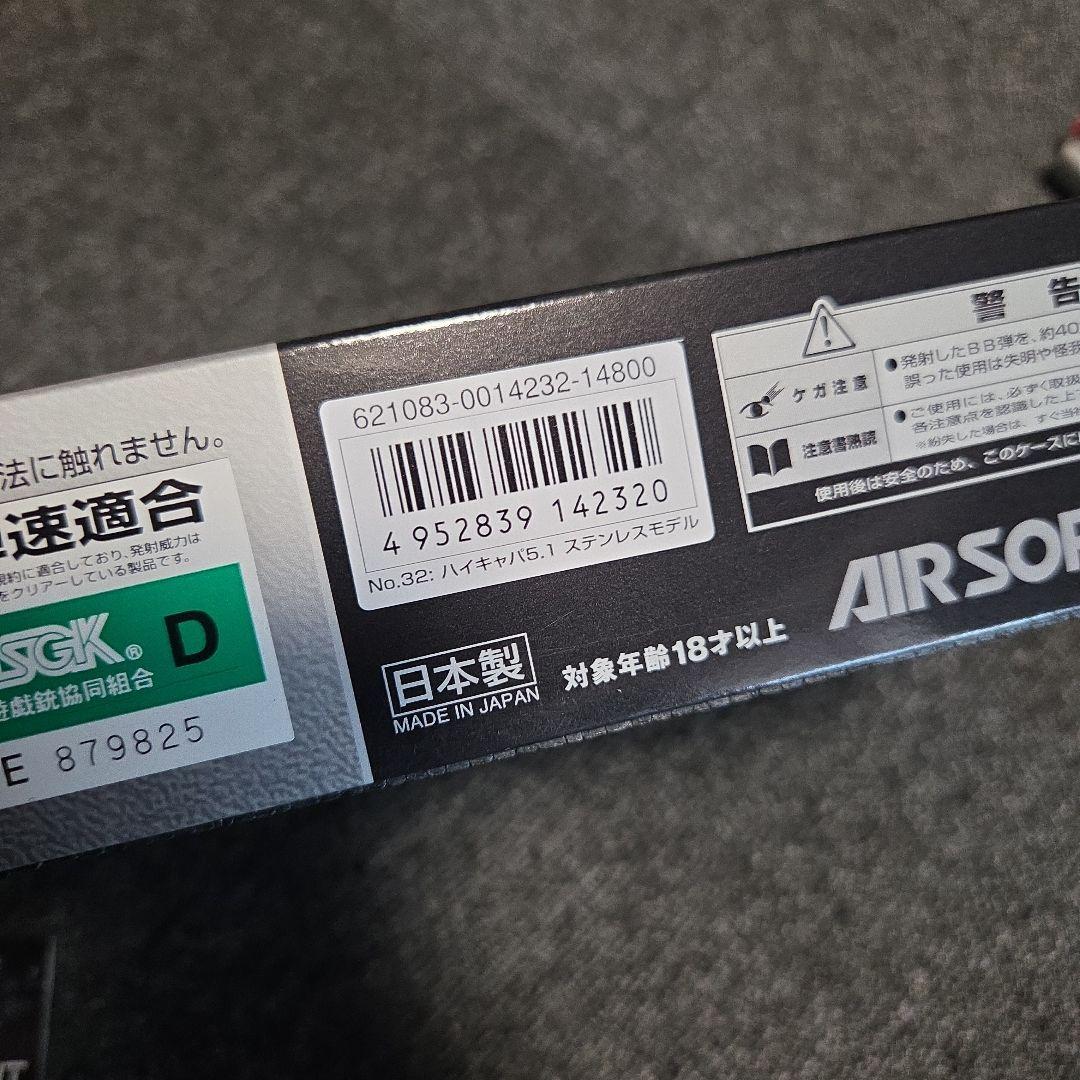 法に触れません。
速適合
規約に適合しており、発射威力は
をクリアーしている製品です。
ASGK® D
遊戯銃協同組合
E 879825
621083-0014232-14800
4 952839 142320
No.32: ハイキャパ5.1 ステンレスモデル
日本製
MADE IN JAPAN
対象年齢18才以上
警 告
ケガ注意
●発射したBB弾を、約40
誤った使用は失明や怪我
注意書熟読
●ご使用には、必ず〈取扱
各注意点を認識した上で
※紛失した場合は、すぐ当社
使用後は安全のため、このケースに
AIRSOF